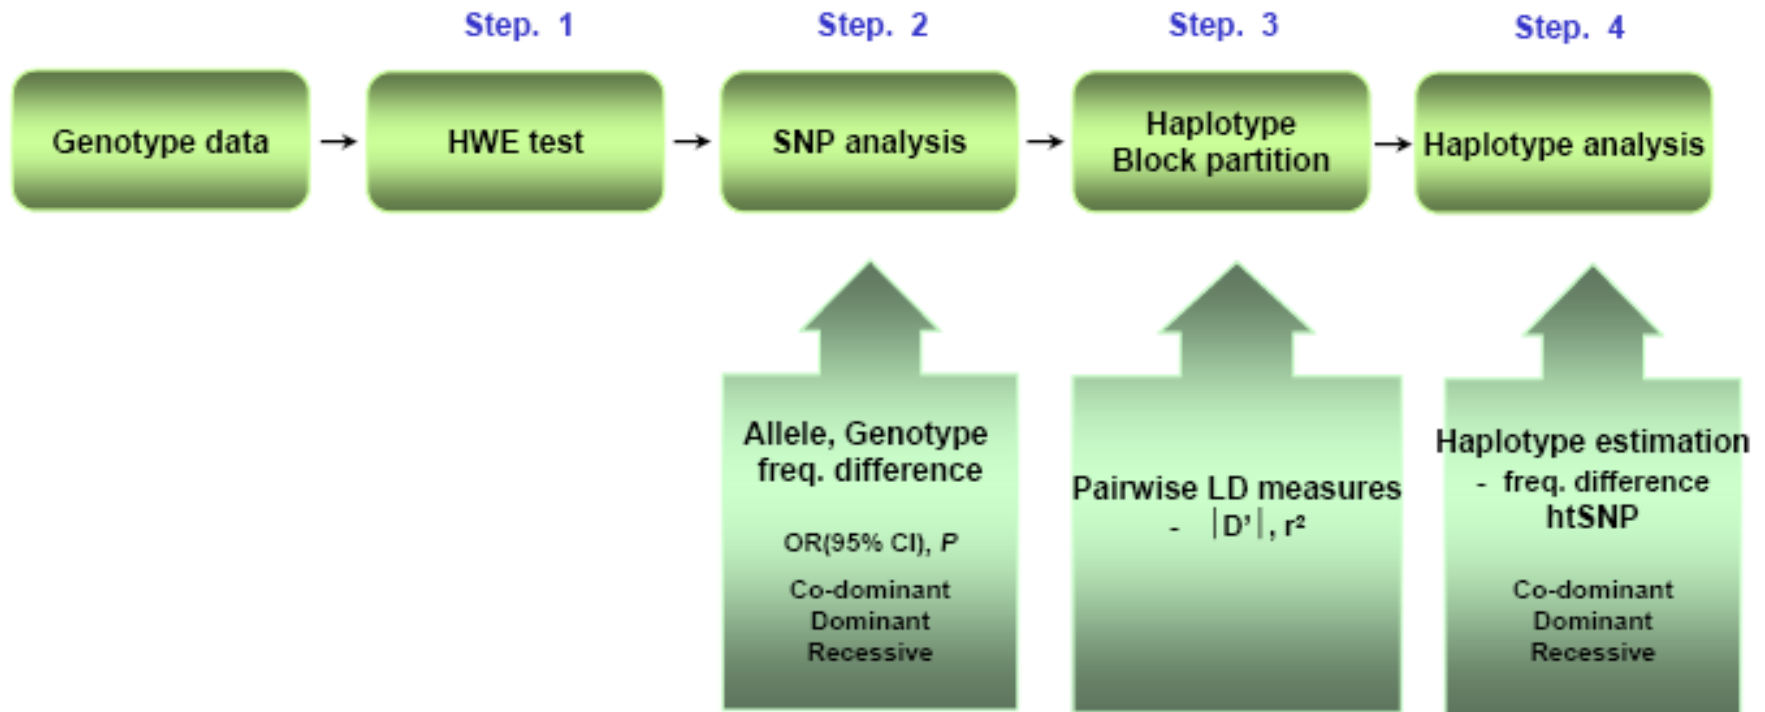 Step. 1
Step. 2
Step. 3
Step. 4
Genotype data
HWE test
SNP analysis
Haplotype
Block partition
Haplotype analysis
Allele, Genotype
freq. difference
OR(95% CI), P
Co-dominant
Dominant
Recessive
Pairwise LD measures
- |D'|, r²
Haplotype estimation
- freq. difference
htSNP
Co-dominant
Dominant
Recessive